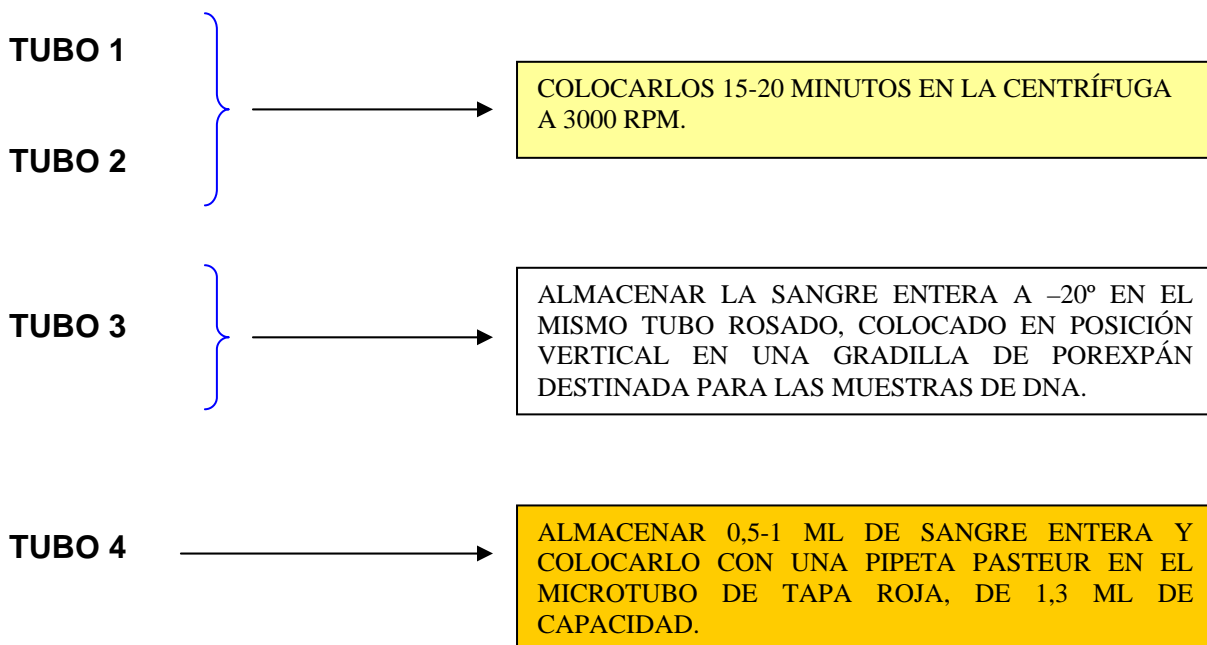 TUBO 1
COLOCARLOS 15-20 MINUTOS EN LA CENTRÍFUGA
A 3000 RPM.
TUBO 2
ALMACENAR LA SANGRE ENTERA A –20º EN EL
MISMO TUBO ROSADO, COLOCADO EN POSICIÓN
VERTICAL EN UNA GRADILLA DE POREXPÁN
DESTINADA PARA LAS MUESTRAS DE DNA.
TUBO 3
ALMACENAR 0,5-1 ML DE SANGRE ENTERA Y
COLOCARLO CON UNA PIPETA PASTEUR EN EL
MICROTUBO DE TAPA ROJA, DE 1,3 ML DE
CAPACIDAD.
TUBO 4